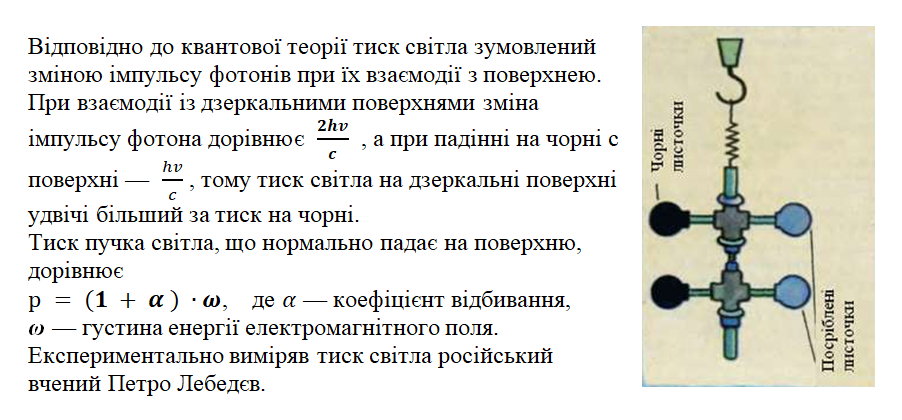 Відповідно до квантової теорії тиск світла зумовлений
зміною імпульсу фотонів при їх взаємодії з поверхнею.
При взаємодії із дзеркальними поверхнями зміна
імпульсу фотона дорівнює 2hv/c , а при падінні на чорні с
поверхні — hv/c , тому тиск світла на дзеркальні поверхні
удвічі більший за тиск на чорні.
Тиск пучка світла, що нормально падає на поверхню,
дорівнює
p = (1 + α) · ω, де α — коефіцієнт відбивання,
ω — густина енергії електромагнітного поля.
Експериментально виміряв тиск світла російський
вчений Петро Лебедєв.
Чорні
листочки
Посріблені
листочки